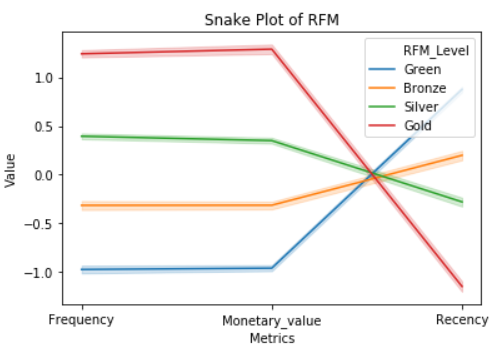 Snake Plot of RFM
RFM_Level
Green
Bronze
Silver
Gold
Value
1.0
0.5
0.0
−0.5
−1.0
Frequency Monetary_value Recency
Metrics